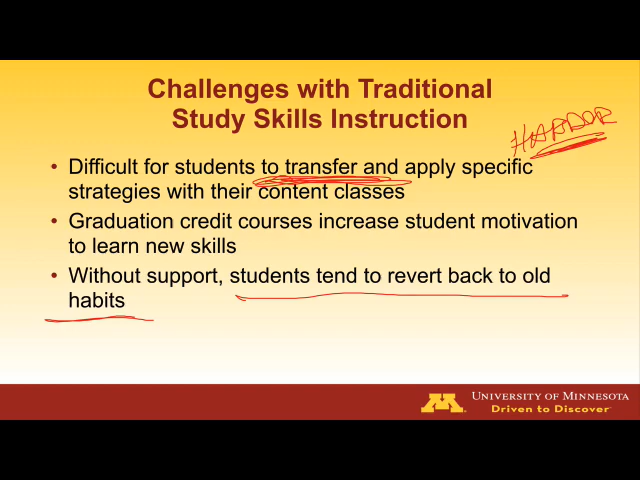 Challenges with Traditional
Study Skills Instruction
HARDOR
• Difficult for students to transfer and apply specific
strategies with their content classes
• Graduation credit courses increase student motivation
to learn new skills
• Without support, students tend to revert back to old
habits
M
UNIVERSITY OF MINNESOTA
Driven to Discover